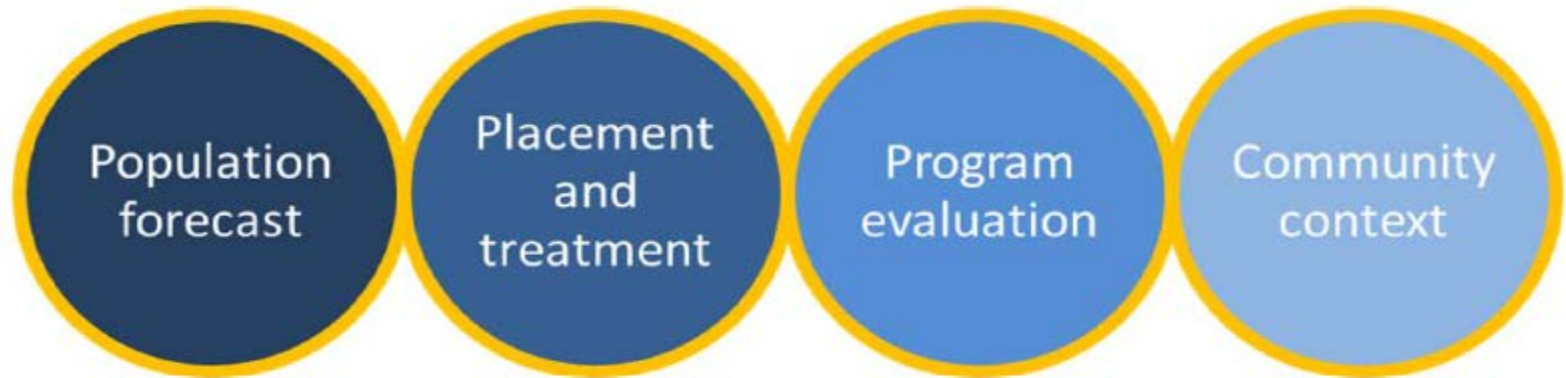 Population
forecast
Placement
and
treatment
Program
evaluation
Community
context